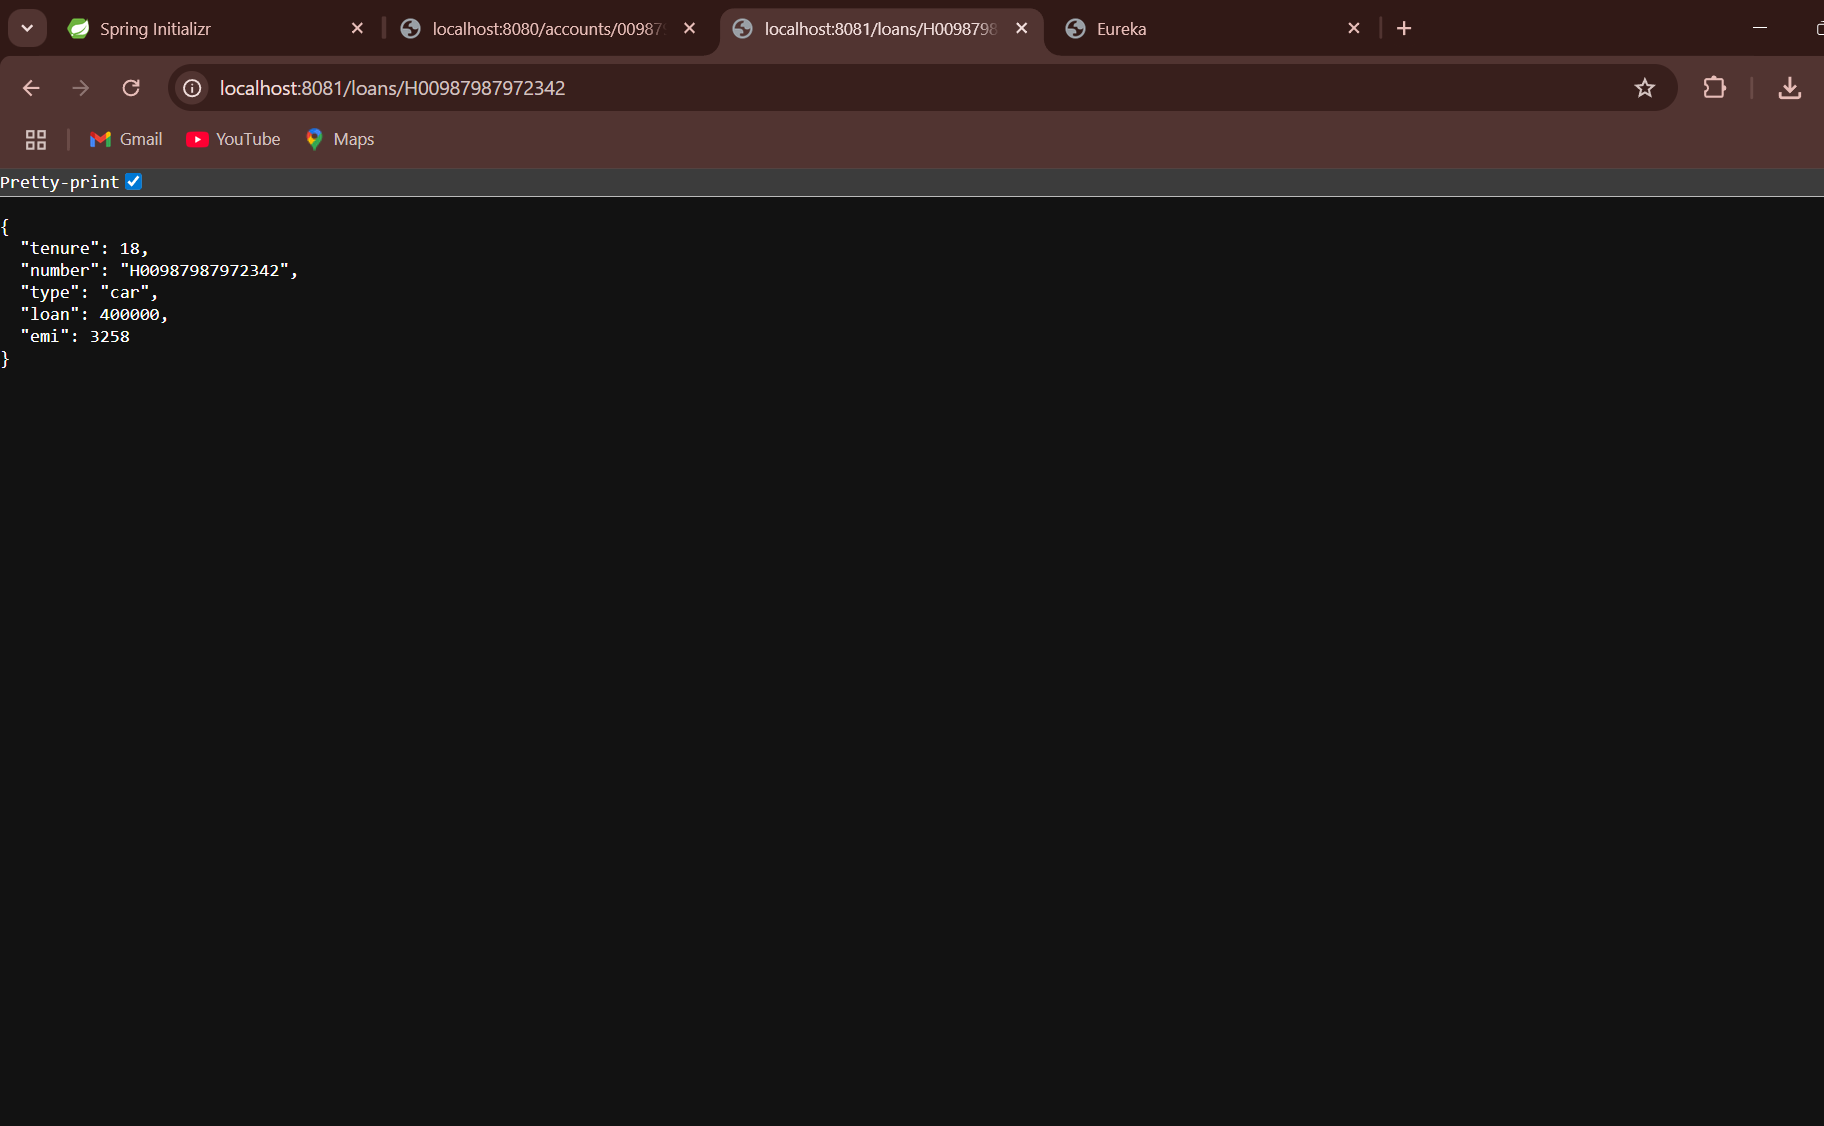 Spring Initializr
localhost:8080/accounts/00987
localhost:8081/loans/H0098798
Eureka
localhost:8081/loans/H00987987972342
Gmail
YouTube
Maps
Pretty-print
{
"tenure": 18,
"number": "H00987987972342",
"type": "car",
"loan": 400000,
"emi": 3258
}